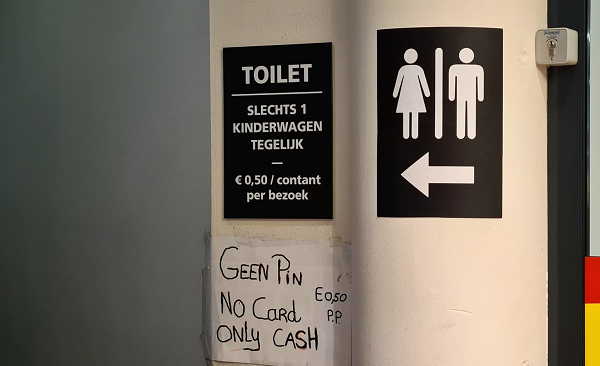 TOILET
SLECHTS 1
KINDERWAGEN
TEGELIJK
—
€ 0,50 / contant
per bezoek
GEEN PIN
NO CARD
ONLY CASH
E0,50
P.P.